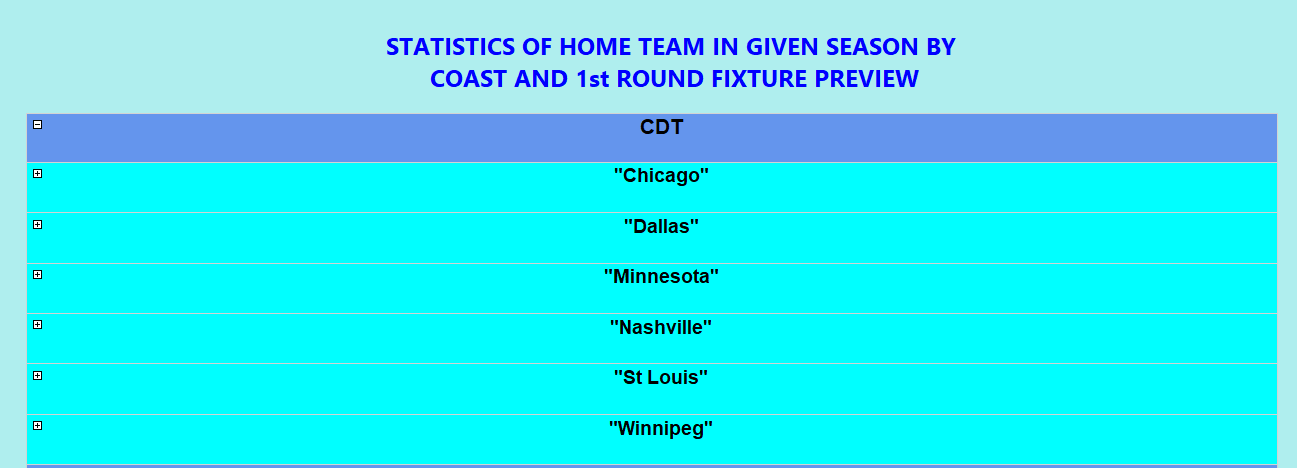 STATISTICS OF HOME TEAM IN GIVEN SEASON BY
COAST AND 1st ROUND FIXTURE PREVIEW
CDT
"Chicago"
"Dallas"
"Minnesota"
"Nashville"
"St Louis"
"Winnipeg"